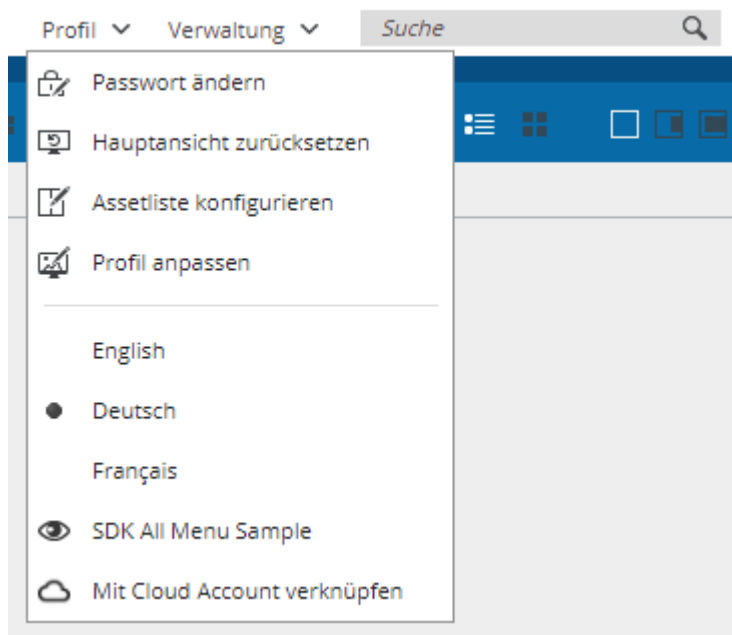 Profil Verwaltung Suche
Passwort ändern
Hauptansicht zurücksetzen
Assetliste konfigurieren
Profil anpassen
English
Deutsch
Français
SDK All Menu Sample
Mit Cloud Account verknüpfen